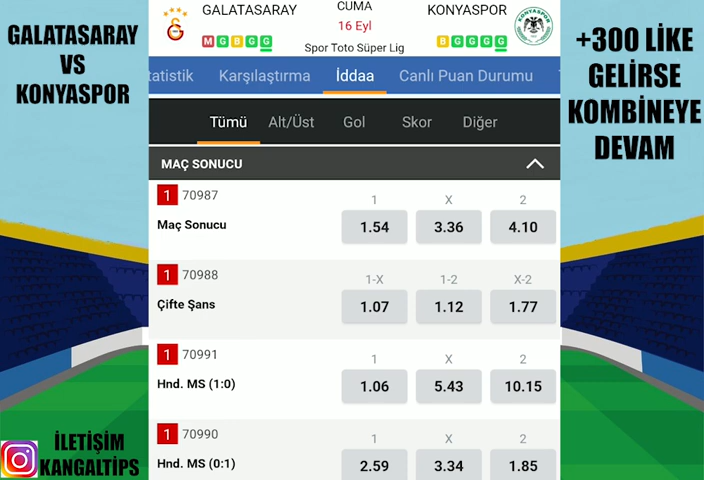 GALATASARAY
VS
KONYASPOR
GALATASARAY
M G B G G
CUMA
16 Eyl
Spor Toto Süper Lig
KONYASPOR
B G G G G
KONYASPOR
+300 LİKE
GELİRSE
KOMBİNEYE
DEVAM
tatistik Karşılaştırma İddaa Canlı Puan Durumu
Tümü Alt/Üst Gol Skor Diğer
MAÇ SONUCU
1 70987 1 X 2
Maç Sonucu 1.54 3.36 4.10
1 70988 1-X 1-2 X-2
Çifte Şans 1.07 1.12 1.77
1 70991 1 X 2
Hnd. MS (1:0) 1.06 5.43 10.15
1 70990 1 X 2
Hnd. MS (0:1) 2.59 3.34 1.85
İLETİŞİM
KANGALTİPS